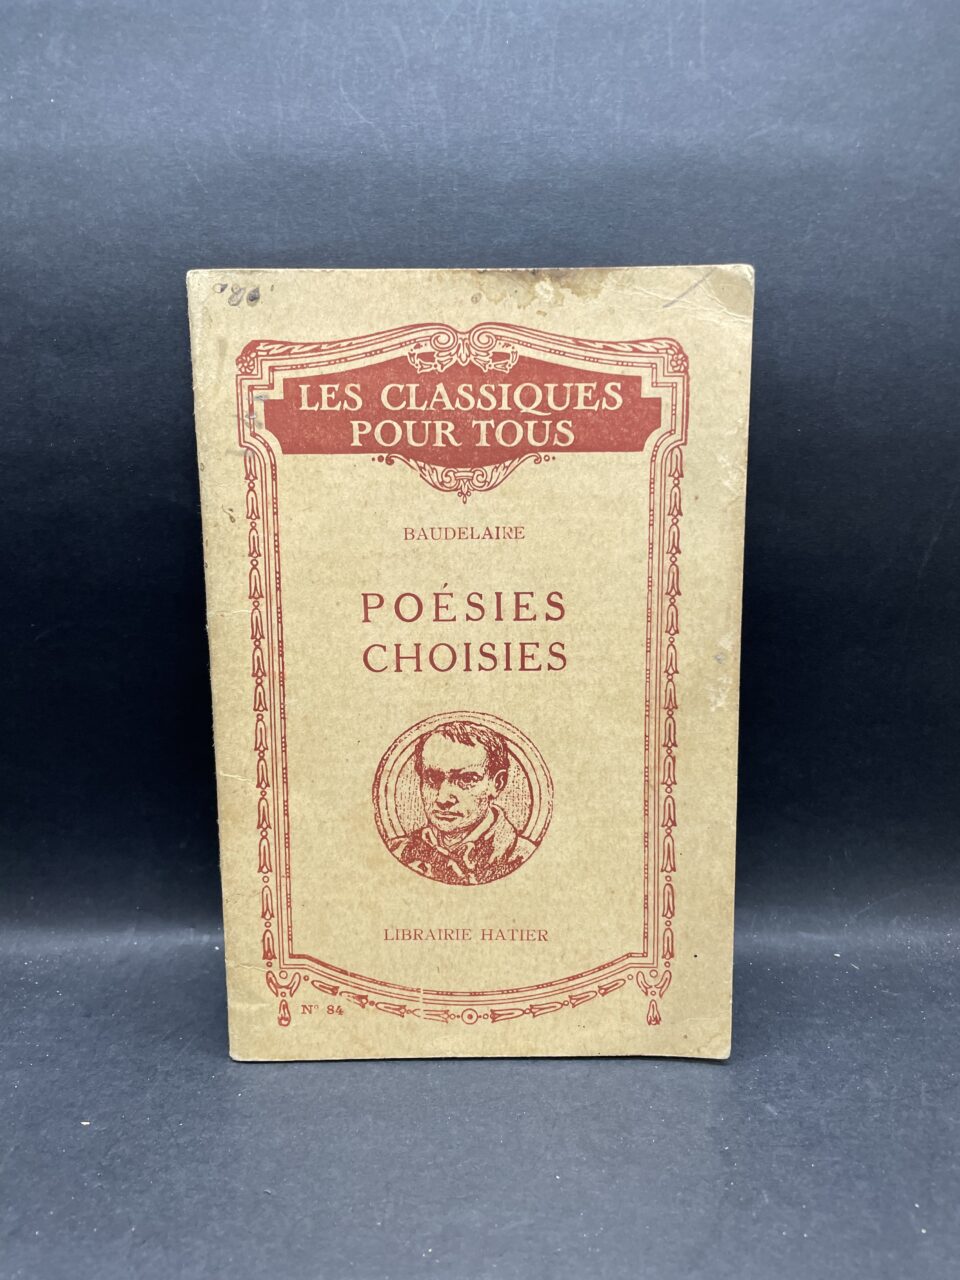 LES CLASSIQUES
POUR TOUS
BAUDELAIRE
POÉSIES
CHOISIES
LIBRAIRIE HATIER
N° 84